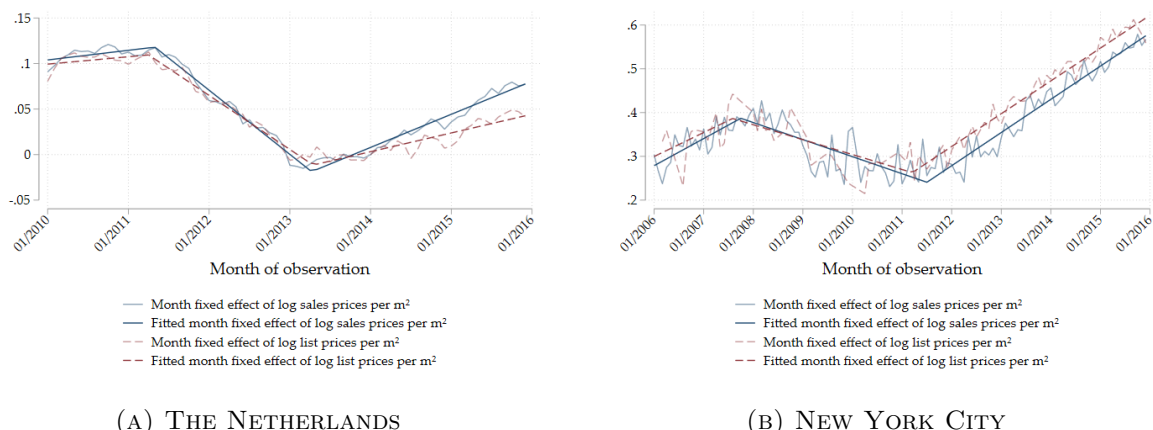 .15
.1
.05
0
-.05
01/2010
01/2011
01/2012
01/2013
01/2014
01/2015
01/2016
Month of observation
Month fixed effect of log sales prices per m²
Fitted month fixed effect of log sales prices per m²
Month fixed effect of log list prices per m²
Fitted month fixed effect of log list prices per m²
(A) THE NETHERLANDS
.6
.5
.4
.3
.2
01/2006
01/2007
01/2008
01/2009
01/2010
01/2011
01/2012
01/2013
01/2014
01/2015
01/2016
Month of observation
Month fixed effect of log sales prices per m²
Fitted month fixed effect of log sales prices per m²
Month fixed effect of log list prices per m²
Fitted month fixed effect of log list prices per m²
(B) NEW YORK CITY